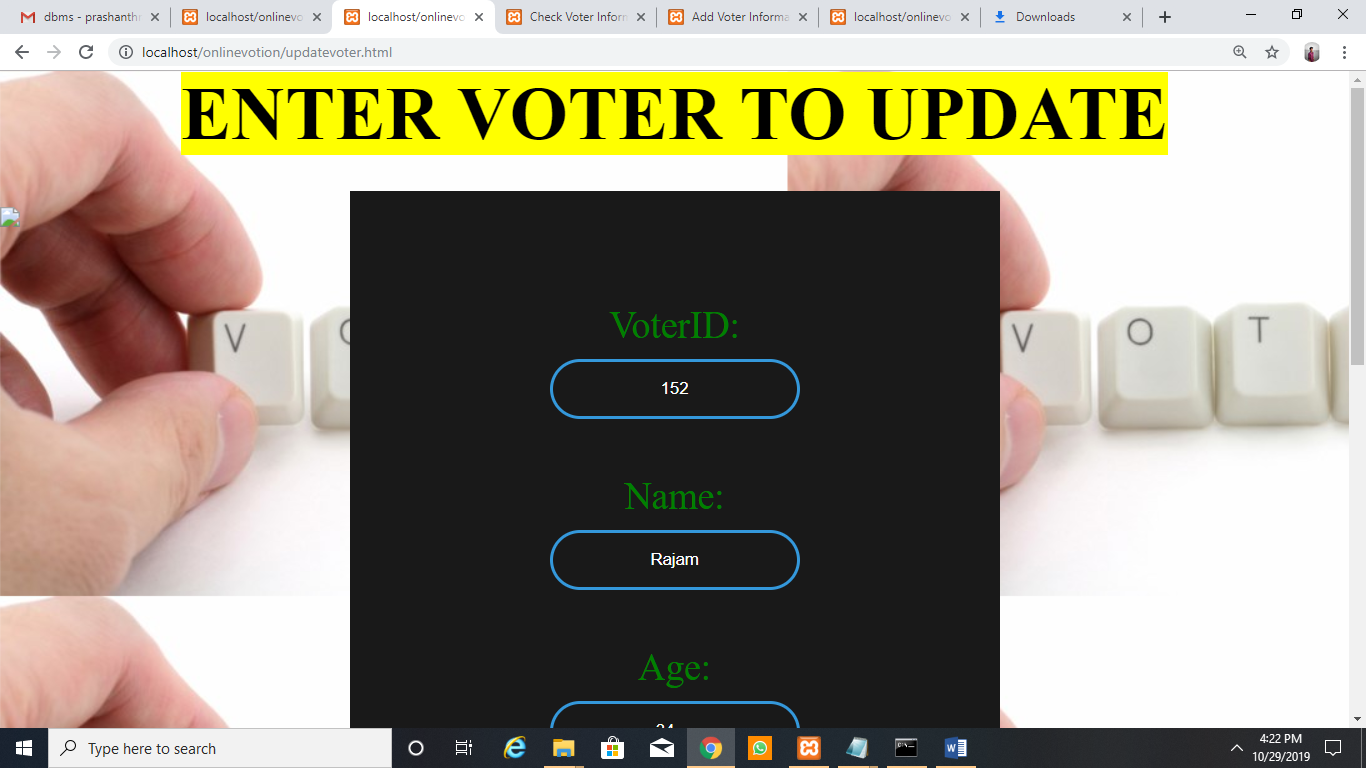 dbms - prashanthr
localhost/onlinevo
localhost/onlinevo
Check Voter Inform
Add Voter Informa
localhost/onlinevo
Downloads
localhost/onlinevotion/updatevoter.html
ENTER VOTER TO UPDATE
VoterID:
152
V
O
V
O
T
Name:
Rajam
Age:
Type here to search
4:22 PM
10/29/2019